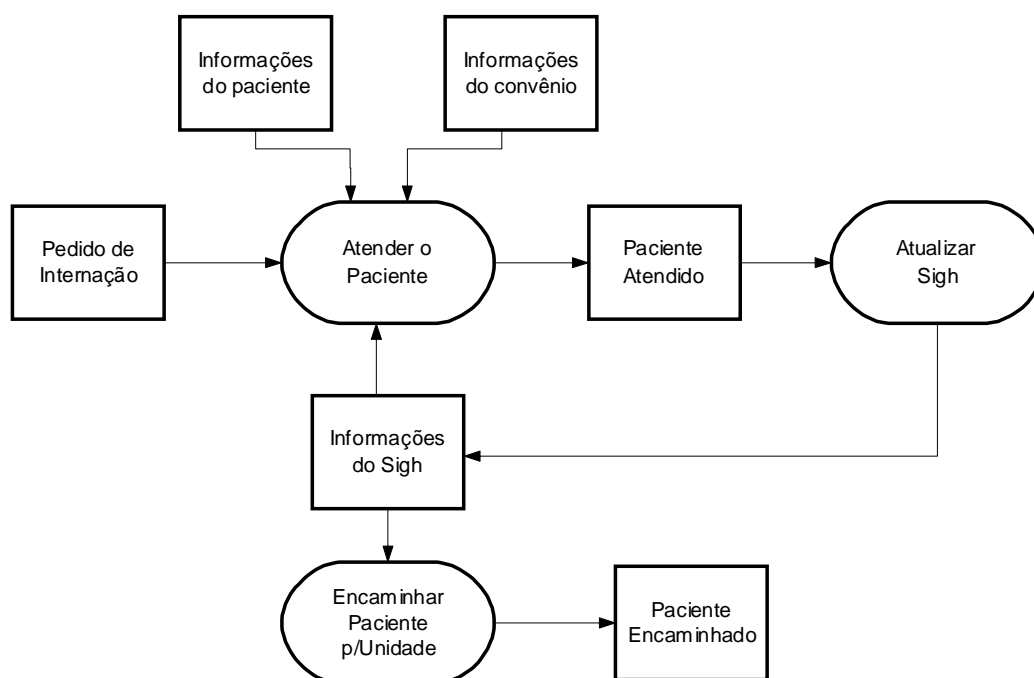 Informações
do paciente
Informações
do convênio
Pedido de
Internação
Atender o
Paciente
Paciente
Atendido
Atualizar
Sigh
Informações
do Sigh
Encaminhar
Paciente
p/Unidade
Paciente
Encaminhado